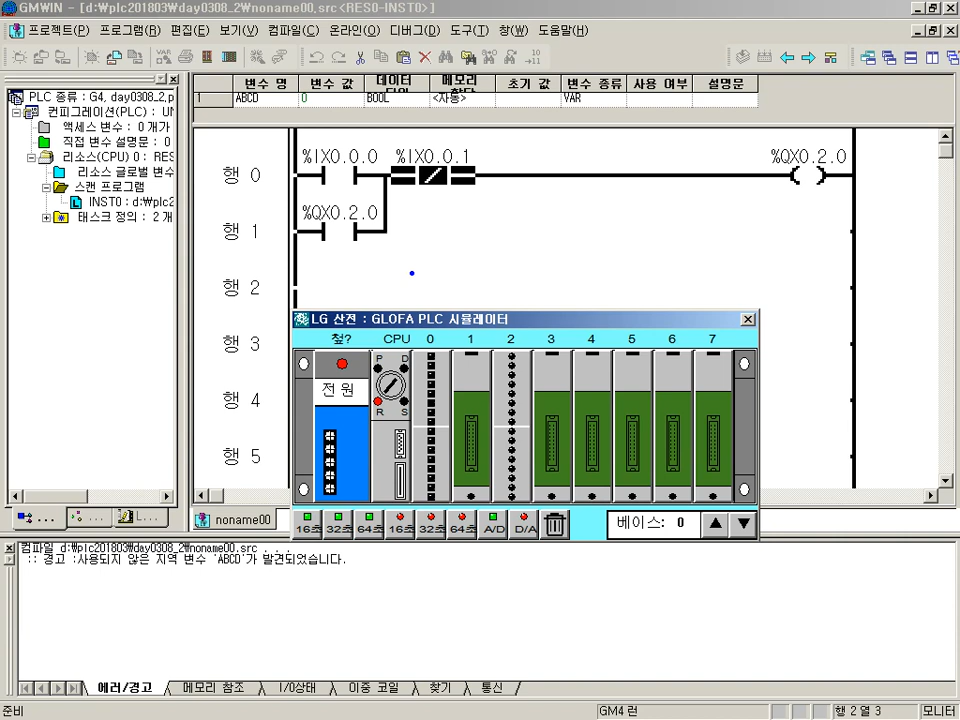 GMWIN - [d:\plc201803\day0308_2\noname00,src<RES0-INST0>]
프로젝트(P) 프로그램(R) 편집(E) 보기(V) 컴파일(C) 온라인(O) 디버그(D) 도구(T) 창(W) 도움말(H)
변수 명 변수 값 데이터 메모리 초기 값 변수 종류 사용 여부 설명문
1 ABCD 0 BOOL <자동> VAR
PLC 종류 : G4, day0308_2,p
컨피그레이션(PLC) : UN
액세스 변수 : 0 개가
직접 변수 설명문 : 0
리소스(CPU) 0 : RES
리소스 글로벌 변수
스캔 프로그램
INST0 : d:\plc2
태스크 정의 : 2 개
%IX0.0.0 %IX0.0.1 %QX0.2.0
행 0
%QX0.2.0
행 1
행 2
행 3
행 4
행 5
LG 산전 : GLOFA PLC 시뮬레이터
첲? CPU 0 1 2 3 4 5 6 7
P D
전원
R S
16초 32초 64초 16초 32초 64초 A/D D/A 베이스: 0
L...
noname00
컴파일 d:\plc201803\day0308_2\noname00.src . . .
:: 경고 :사용되지 않은 지역 변수 'ABCD'가 발견되었습니다.
에러/경고 메모리 참조 I/0상태 이중 코일 찾기 통신
준비 GM4 런 행 2 열 3 모니터